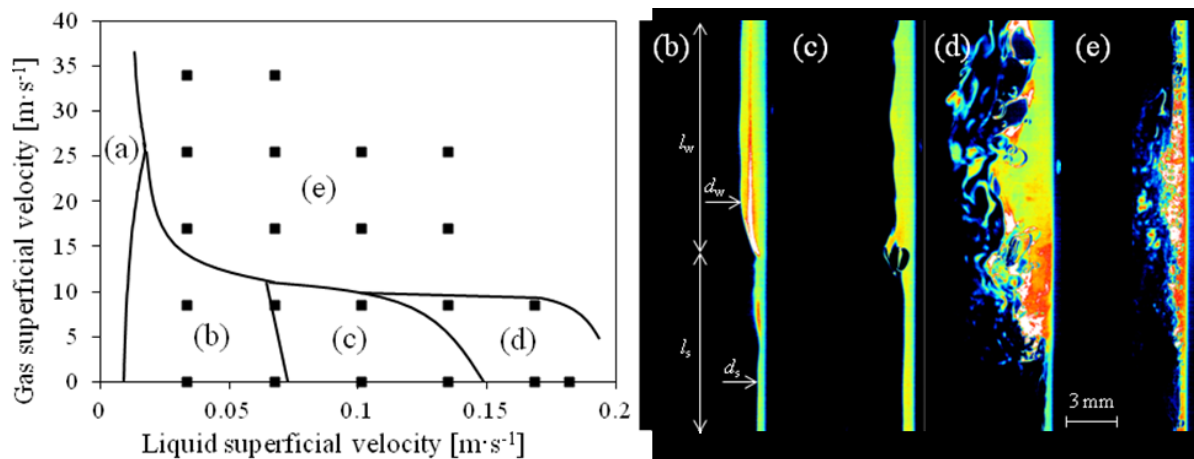 Gas superficial velocity [m·s⁻¹]
40
35
30
25
20
15
10
5
0
(a)
(e)
(b)
(c)
(d)
0
0.05
0.1
0.15
0.2
Liquid superficial velocity [m·s⁻¹]
(b)
(c)
(d)
(e)
lw
dw
ls
ds
3 mm